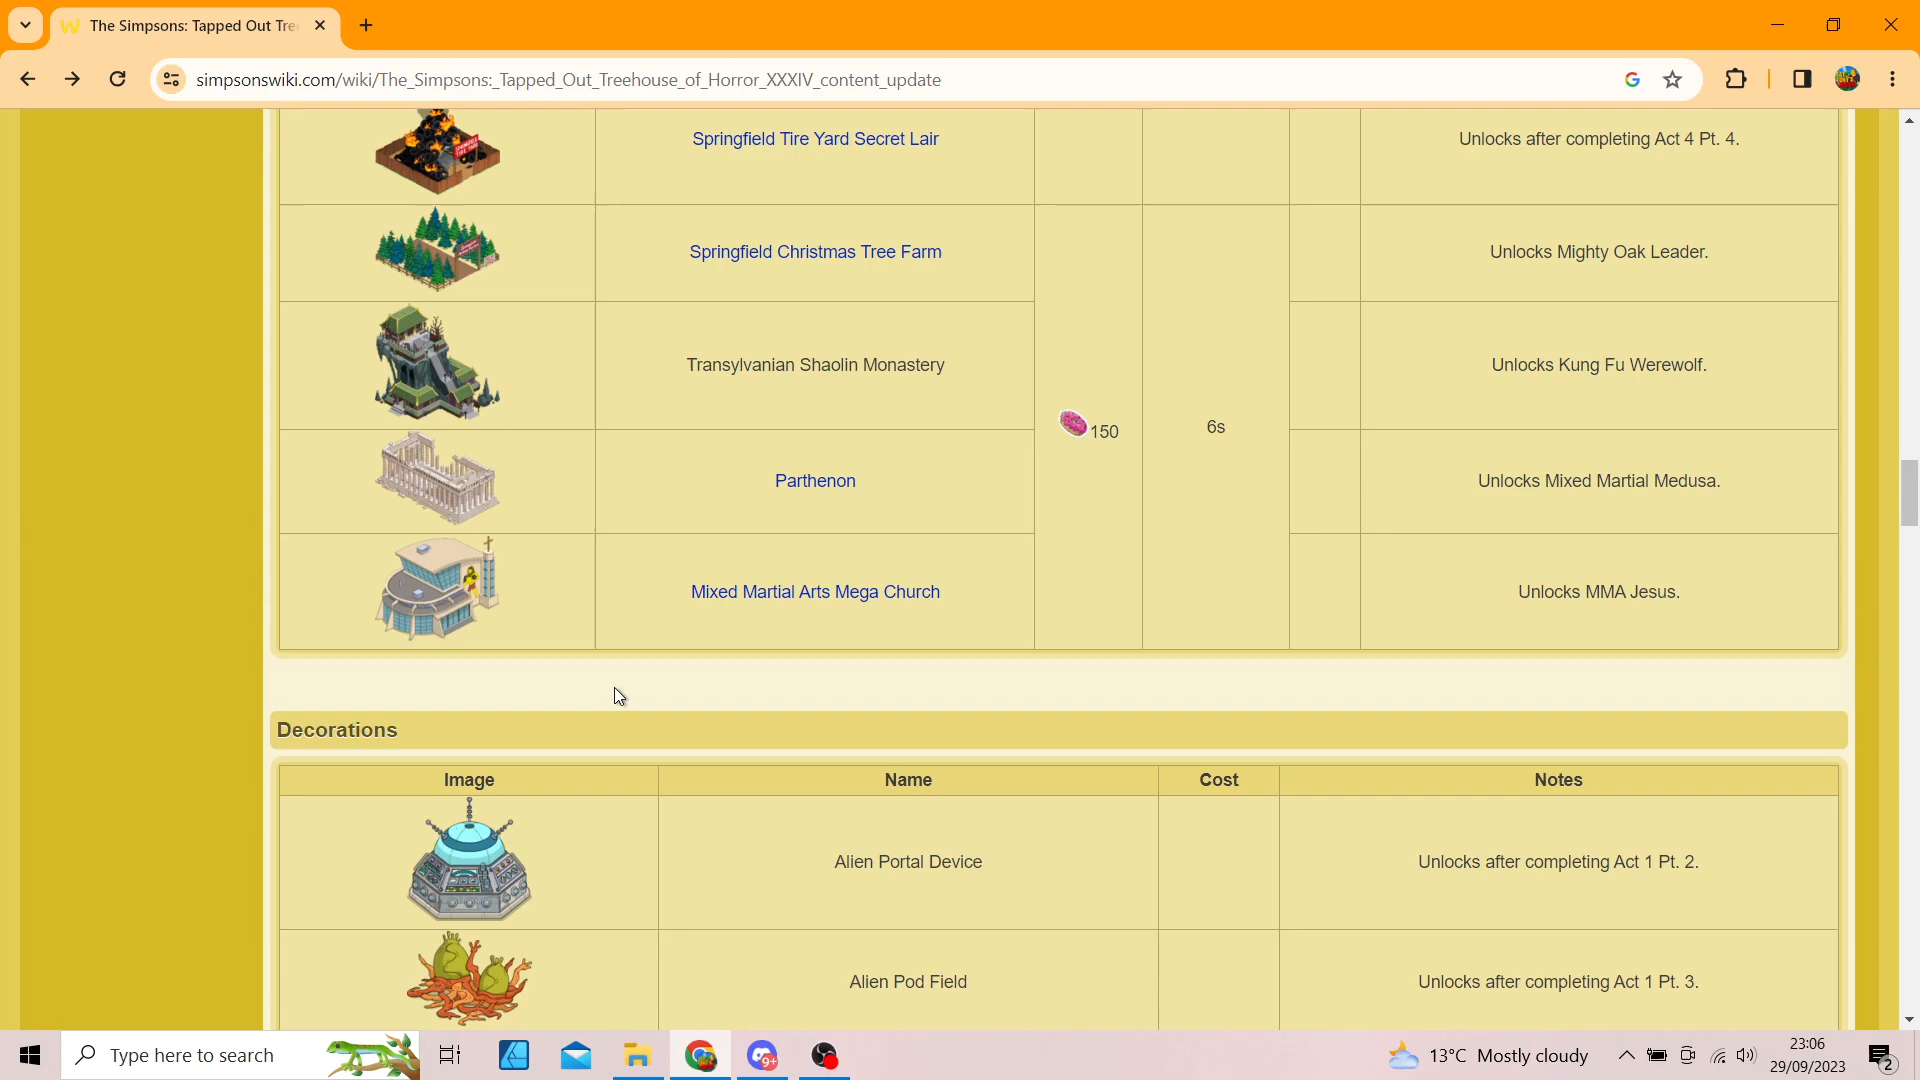 The Simpsons: Tapped Out Tre
simpsonswiki.com/wiki/The_Simpsons:_Tapped_Out_Treehouse_of_Horror_XXXIV_content_update
Springfield Tire Yard Secret Lair
Unlocks after completing Act 4 Pt. 4.
Springfield Christmas Tree Farm
Unlocks Mighty Oak Leader.
Transylvanian Shaolin Monastery
Unlocks Kung Fu Werewolf.
150
6s
Parthenon
Unlocks Mixed Martial Medusa.
Mixed Martial Arts Mega Church
Unlocks MMA Jesus.
Decorations
Image Name Cost Notes
Alien Portal Device
Unlocks after completing Act 1 Pt. 2.
Alien Pod Field
Unlocks after completing Act 1 Pt. 3.
Type here to search
9+
13°C Mostly cloudy
23:06
29/09/2023
2